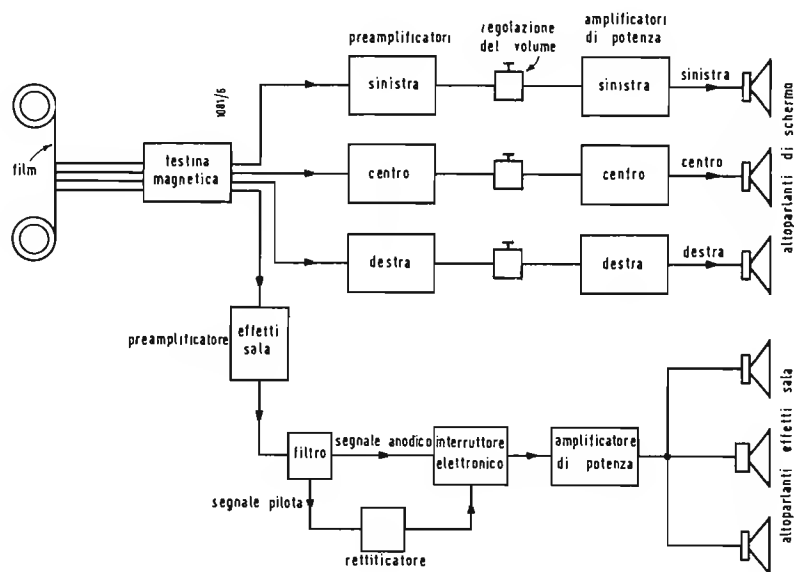 preamplificatori
regolazione
del volume
amplificatori
di potenza
sinistra
sinistra
sinistra
1081/6
film
testina
magnetica
centro
centro
centro
destra
destra
destra
altoparlanti di schermo
preamplificatore
effetti
sala
filtro
segnale anodico
interruttore
elettronico
amplificatore
di potenza
segnale pilota
rettificatore
altoparlanti effetti sala